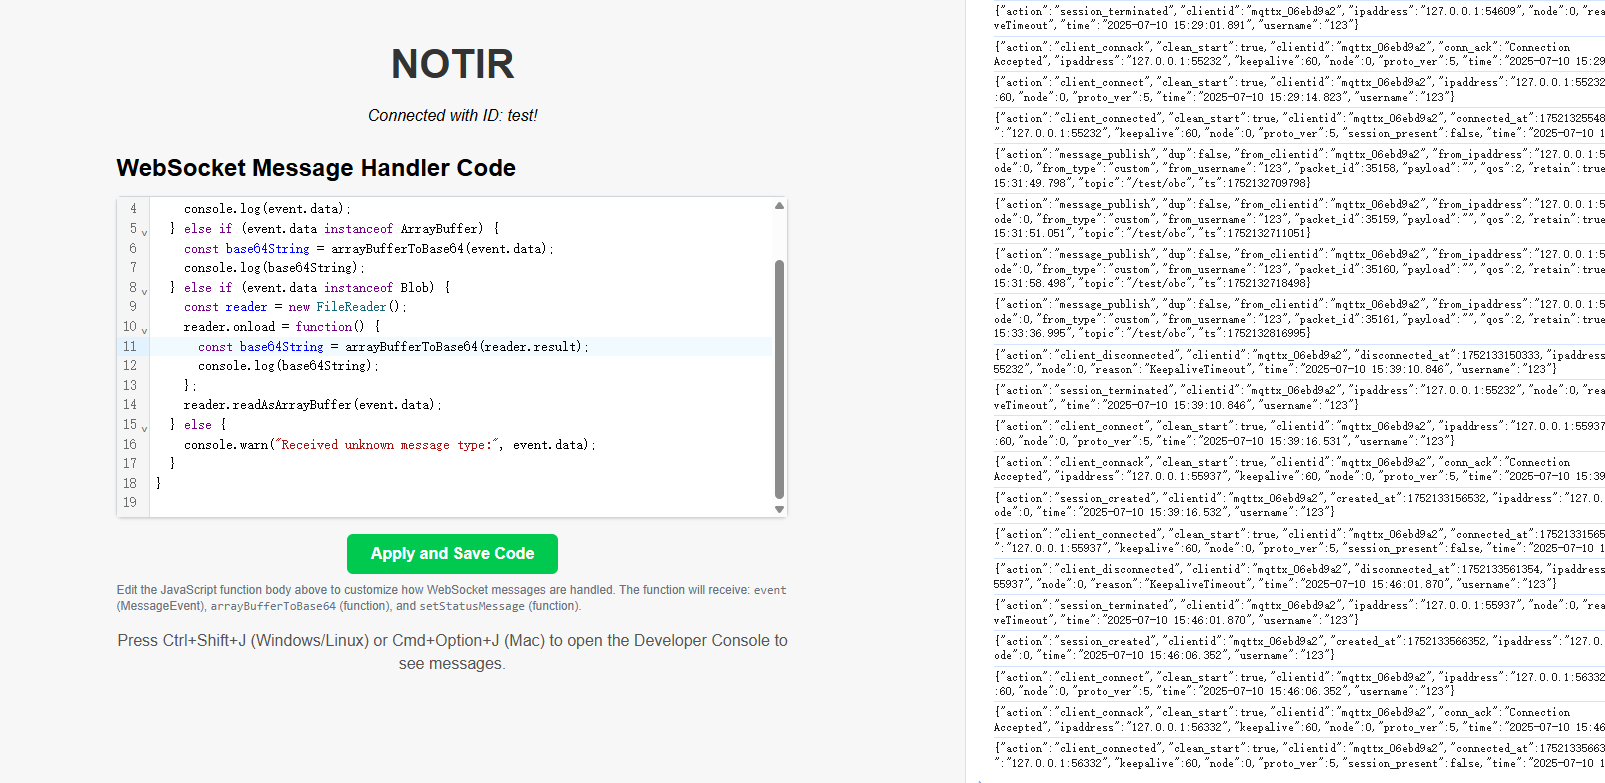 NOTIR
Connected with ID: test!
WebSocket Message Handler Code
4 console.log(event.data);
5 } else if (event.data instanceof ArrayBuffer) {
6 const base64String = arrayBufferToBase64(event.data);
7 console.log(base64String);
8 } else if (event.data instanceof Blob) {
9 const reader = new FileReader();
10 reader.onload = function() {
11 const base64String = arrayBufferToBase64(reader.result);
12 console.log(base64String);
13 };
14 reader.readAsArrayBuffer(event.data);
15 } else {
16 console.warn("Received unknown message type:", event.data);
17 }
18 }
19
Apply and Save Code
Edit the JavaScript function body above to customize how WebSocket messages are handled. The function will receive: event
(MessageEvent), arrayBufferToBase64 (function), and setStatusMessage (function).
Press Ctrl+Shift+J (Windows/Linux) or Cmd+Option+J (Mac) to open the Developer Console to
see messages.
{"action":"session_terminated","clientid":"mqttx_06ebd9a2","ipaddress":"127.0.0.1:54609","node":0,"rea
veTimeout","time":"2025-07-10 15:29:01.891","username":"123"}
{"action":"client_connack","clean_start":true,"clientid":"mqttx_06ebd9a2","conn_ack":"Connection
Accepted","ipaddress":"127.0.0.1:55232","keepalive":60,"node":0,"proto_ver":5,"time":"2025-07-10 15:29
{"action":"client_connect","clean_start":true,"clientid":"mqttx_06ebd9a2","ipaddress":"127.0.0.1:55232
:60,"node":0,"proto_ver":5,"time":"2025-07-10 15:29:14.823","username":"123"}
{"action":"client_connected","clean_start":true,"clientid":"mqttx_06ebd9a2","connected_at":17521325548
":"127.0.0.1:55232","keepalive":60,"node":0,"proto_ver":5,"session_present":false,"time":"2025-07-10 1
{"action":"message_publish","dup":false,"from_clientid":"mqttx_06ebd9a2","from_ipaddress":"127.0.0.1:5
ode":0,"from_type":"custom","from_username":"123","packet_id":35158,"payload":"","qos":2,"retain":true
15:31:49.798","topic":"/test/obc","ts":1752132709798}
{"action":"message_publish","dup":false,"from_clientid":"mqttx_06ebd9a2","from_ipaddress":"127.0.0.1:5
ode":0,"from_type":"custom","from_username":"123","packet_id":35159,"payload":"","qos":2,"retain":true
15:31:51.051","topic":"/test/obc","ts":1752132711051}
{"action":"message_publish","dup":false,"from_clientid":"mqttx_06ebd9a2","from_ipaddress":"127.0.0.1:5
ode":0,"from_type":"custom","from_username":"123","packet_id":35160,"payload":"","qos":2,"retain":true
15:31:58.498","topic":"/test/obc","ts":1752132718498}
{"action":"message_publish","dup":false,"from_clientid":"mqttx_06ebd9a2","from_ipaddress":"127.0.0.1:5
ode":0,"from_type":"custom","from_username":"123","packet_id":35161,"payload":"","qos":2,"retain":true
15:33:36.995","topic":"/test/obc","ts":1752132816995}
{"action":"client_disconnected","clientid":"mqttx_06ebd9a2","disconnected_at":1752133150333,"ipaddress
55232","node":0,"reason":"KeepaliveTimeout","time":"2025-07-10 15:39:10.846","username":"123"}
{"action":"session_terminated","clientid":"mqttx_06ebd9a2","ipaddress":"127.0.0.1:55232","node":0,"rea
veTimeout","time":"2025-07-10 15:39:10.846","username":"123"}
{"action":"client_connect","clean_start":true,"clientid":"mqttx_06ebd9a2","ipaddress":"127.0.0.1:55937
:60,"node":0,"proto_ver":5,"time":"2025-07-10 15:39:16.531","username":"123"}
{"action":"client_connack","clean_start":true,"clientid":"mqttx_06ebd9a2","conn_ack":"Connection
Accepted","ipaddress":"127.0.0.1:55937","keepalive":60,"node":0,"proto_ver":5,"time":"2025-07-10 15:39
{"action":"session_created","clientid":"mqttx_06ebd9a2","created_at":1752133156532,"ipaddress":"127.0.
ode":0,"time":"2025-07-10 15:39:16.532","username":"123"}
{"action":"client_connected","clean_start":true,"clientid":"mqttx_06ebd9a2","connected_at":17521331565
":"127.0.0.1:55937","keepalive":60,"node":0,"proto_ver":5,"session_present":false,"time":"2025-07-10 1
{"action":"client_disconnected","clientid":"mqttx_06ebd9a2","disconnected_at":1752133561354,"ipaddress
55937","node":0,"reason":"KeepaliveTimeout","time":"2025-07-10 15:46:01.870","username":"123"}
{"action":"session_terminated","clientid":"mqttx_06ebd9a2","ipaddress":"127.0.0.1:55937","node":0,"rea
veTimeout","time":"2025-07-10 15:46:01.870","username":"123"}
{"action":"session_created","clientid":"mqttx_06ebd9a2","created_at":1752133566352,"ipaddress":"127.0.
ode":0,"time":"2025-07-10 15:46:06.352","username":"123"}
{"action":"client_connect","clean_start":true,"clientid":"mqttx_06ebd9a2","ipaddress":"127.0.0.1:56332
:60,"node":0,"proto_ver":5,"time":"2025-07-10 15:46:06.352","username":"123"}
{"action":"client_connack","clean_start":true,"clientid":"mqttx_06ebd9a2","conn_ack":"Connection
Accepted","ipaddress":"127.0.0.1:56332","keepalive":60,"node":0,"proto_ver":5,"time":"2025-07-10 15:46
{"action":"client_connected","clean_start":true,"clientid":"mqttx_06ebd9a2","connected_at":17521335663
":"127.0.0.1:56332","keepalive":60,"node":0,"proto_ver":5,"session_present":false,"time":"2025-07-10 1